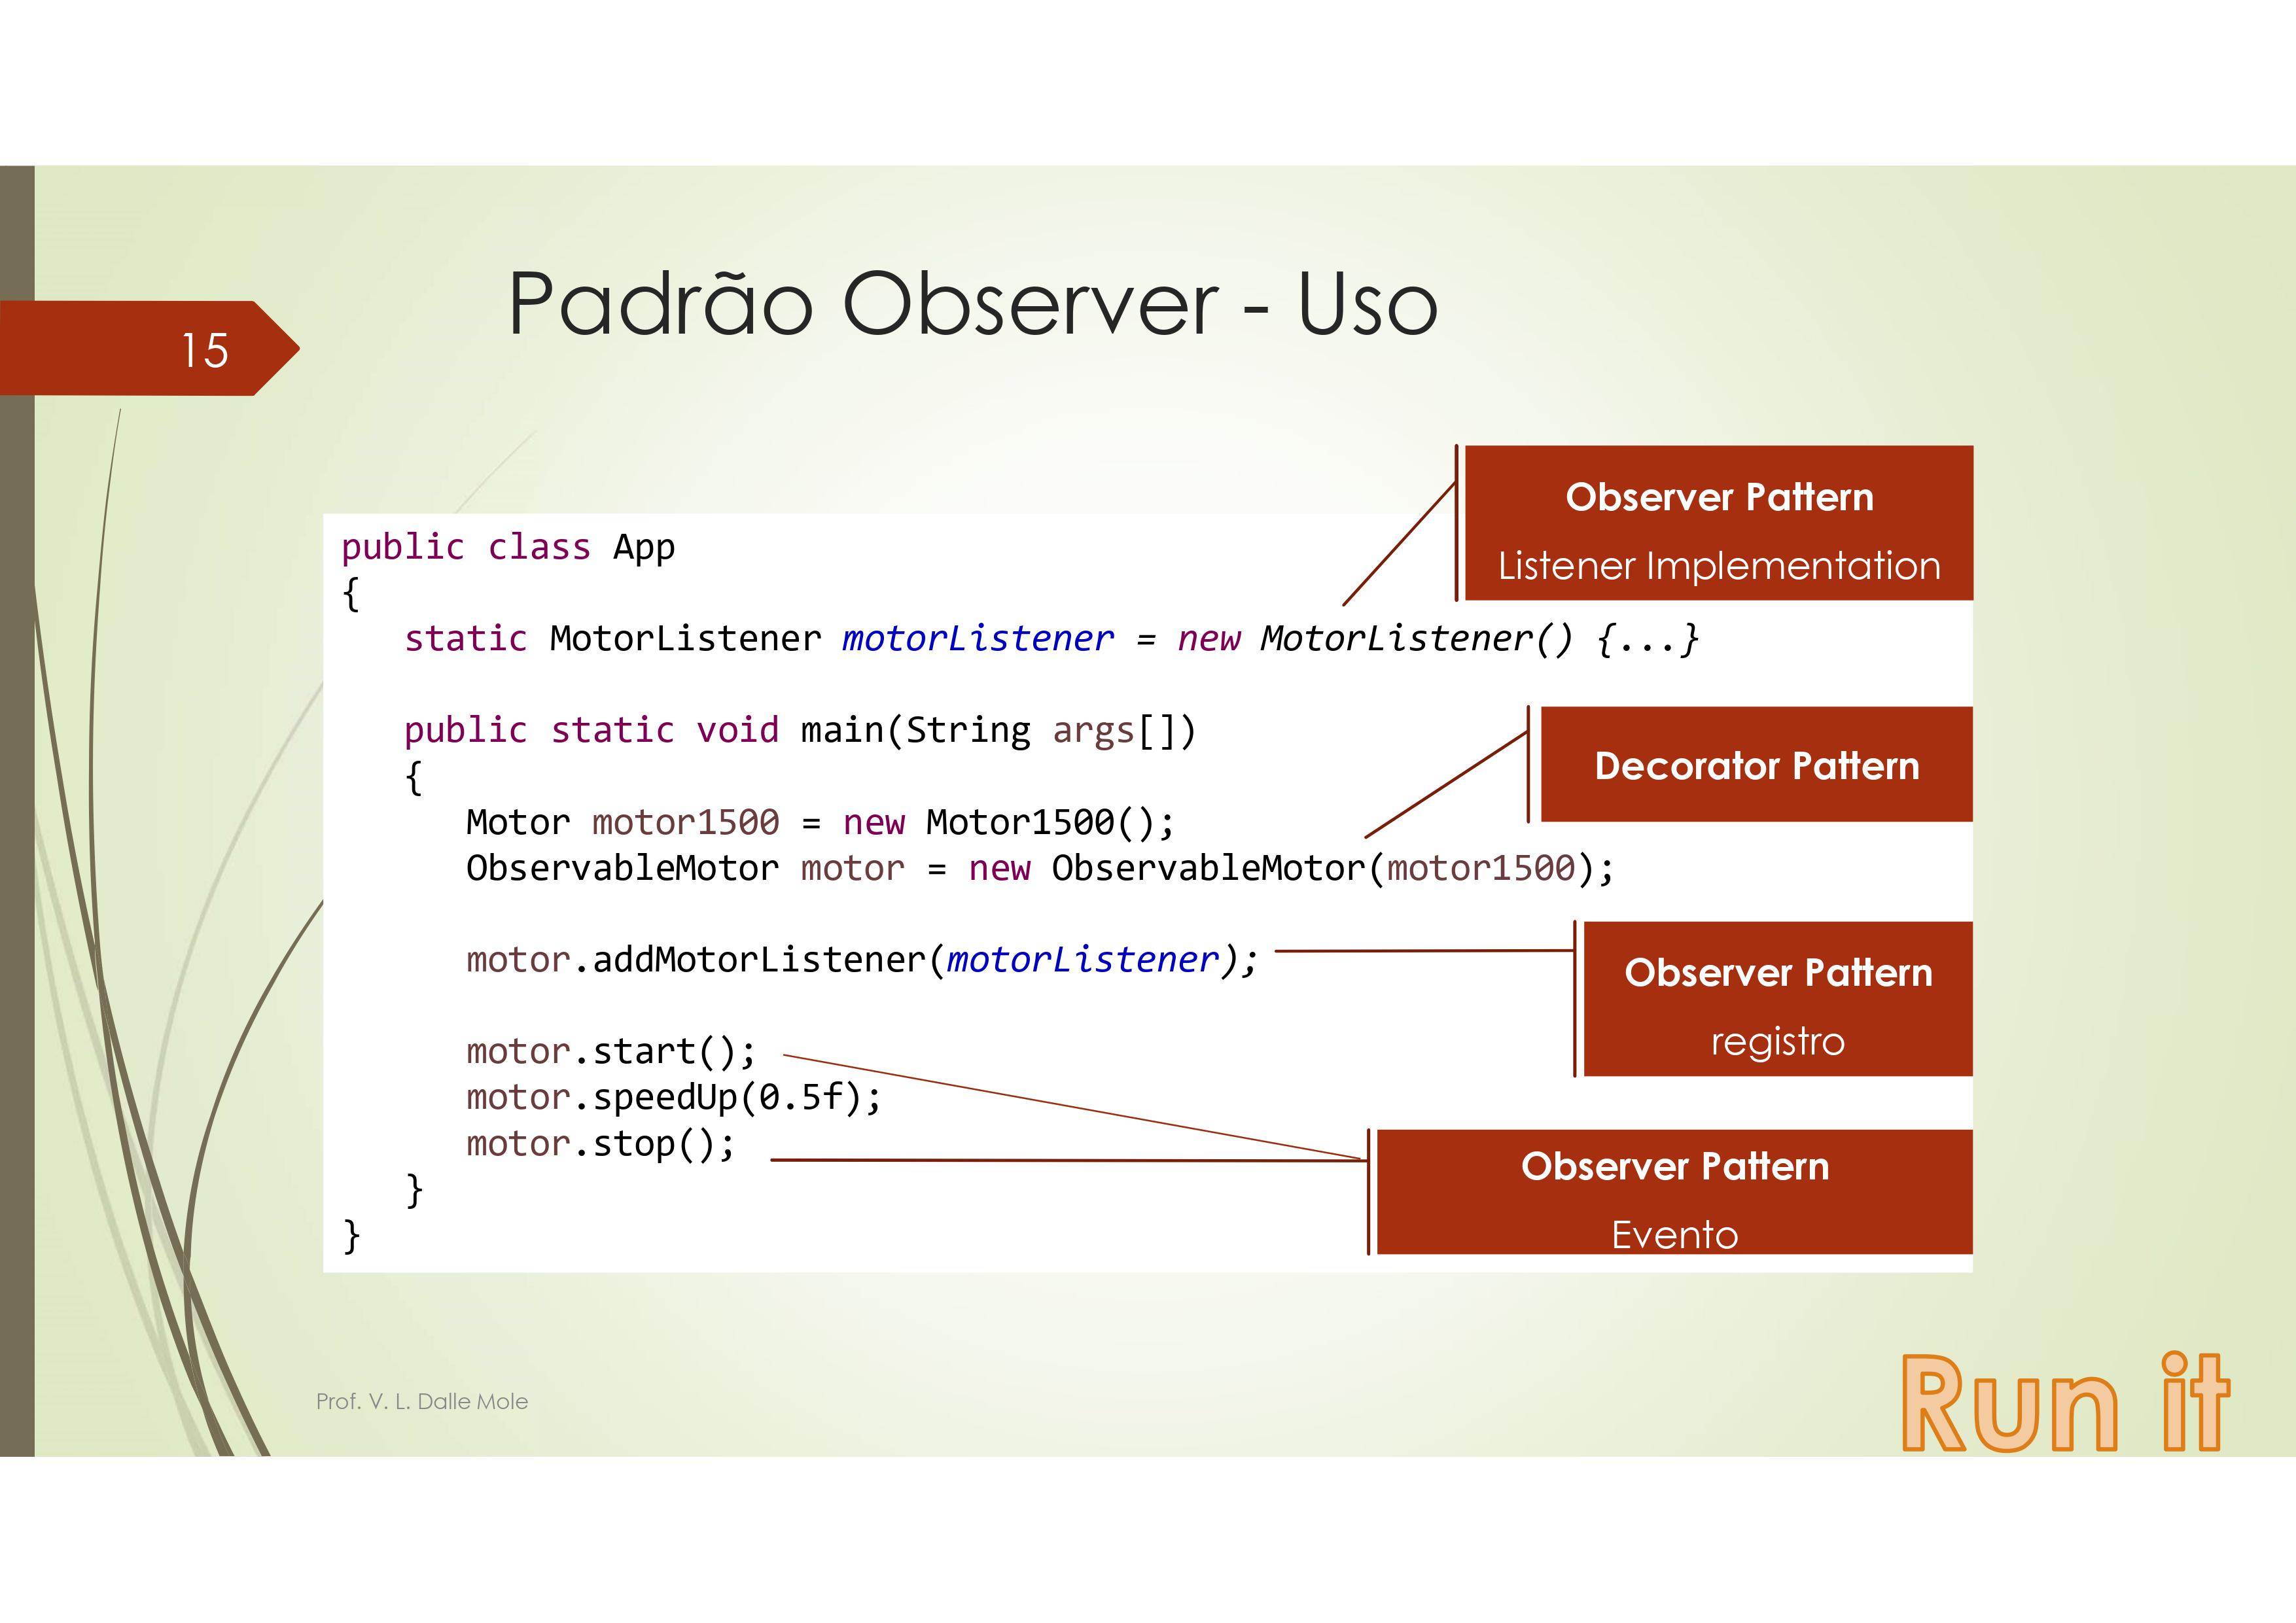 Padrão Observer - Uso
15
Observer Pattern
Listener Implementation
public class App
{
static MotorListener motorListener = new MotorListener() {...}
public static void main(String args[])
{
Decorator Pattern
Motor motor1500 = new Motor1500();
ObservableMotor motor = new ObservableMotor(motor1500);
motor.addMotorListener(motorListener);
Observer Pattern
registro
motor.start();
motor.speedUp(0.5f);
motor.stop();
Observer Pattern
Evento
}
}
Prof. V. L. Dalle Mole
Run it